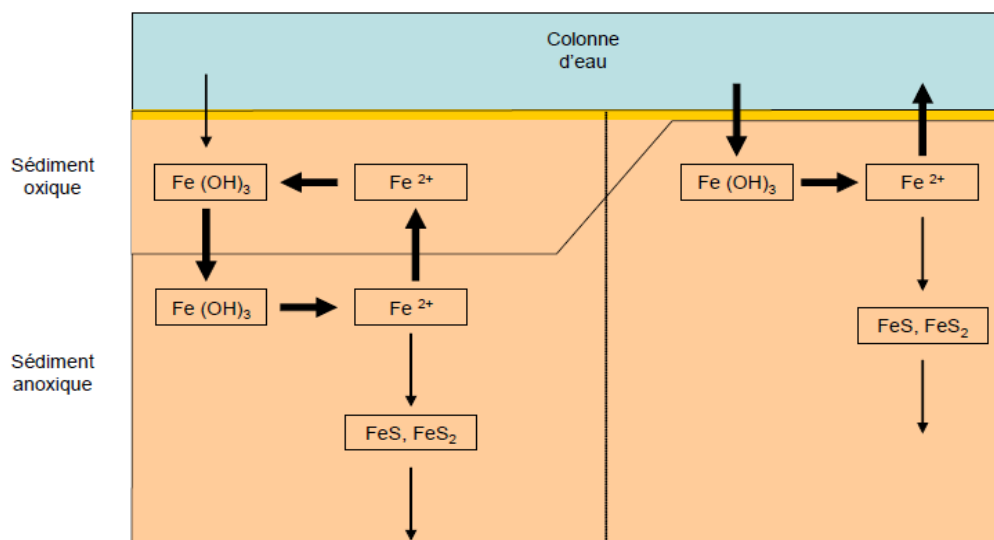 Colonne
d'eau
Sédiment
oxique
Fe (OH)₃
Fe ²⁺
Fe (OH)₃
Fe ²⁺
Fe (OH)₃
Fe ²⁺
Sédiment
anoxique
FeS, FeS₂
FeS, FeS₂